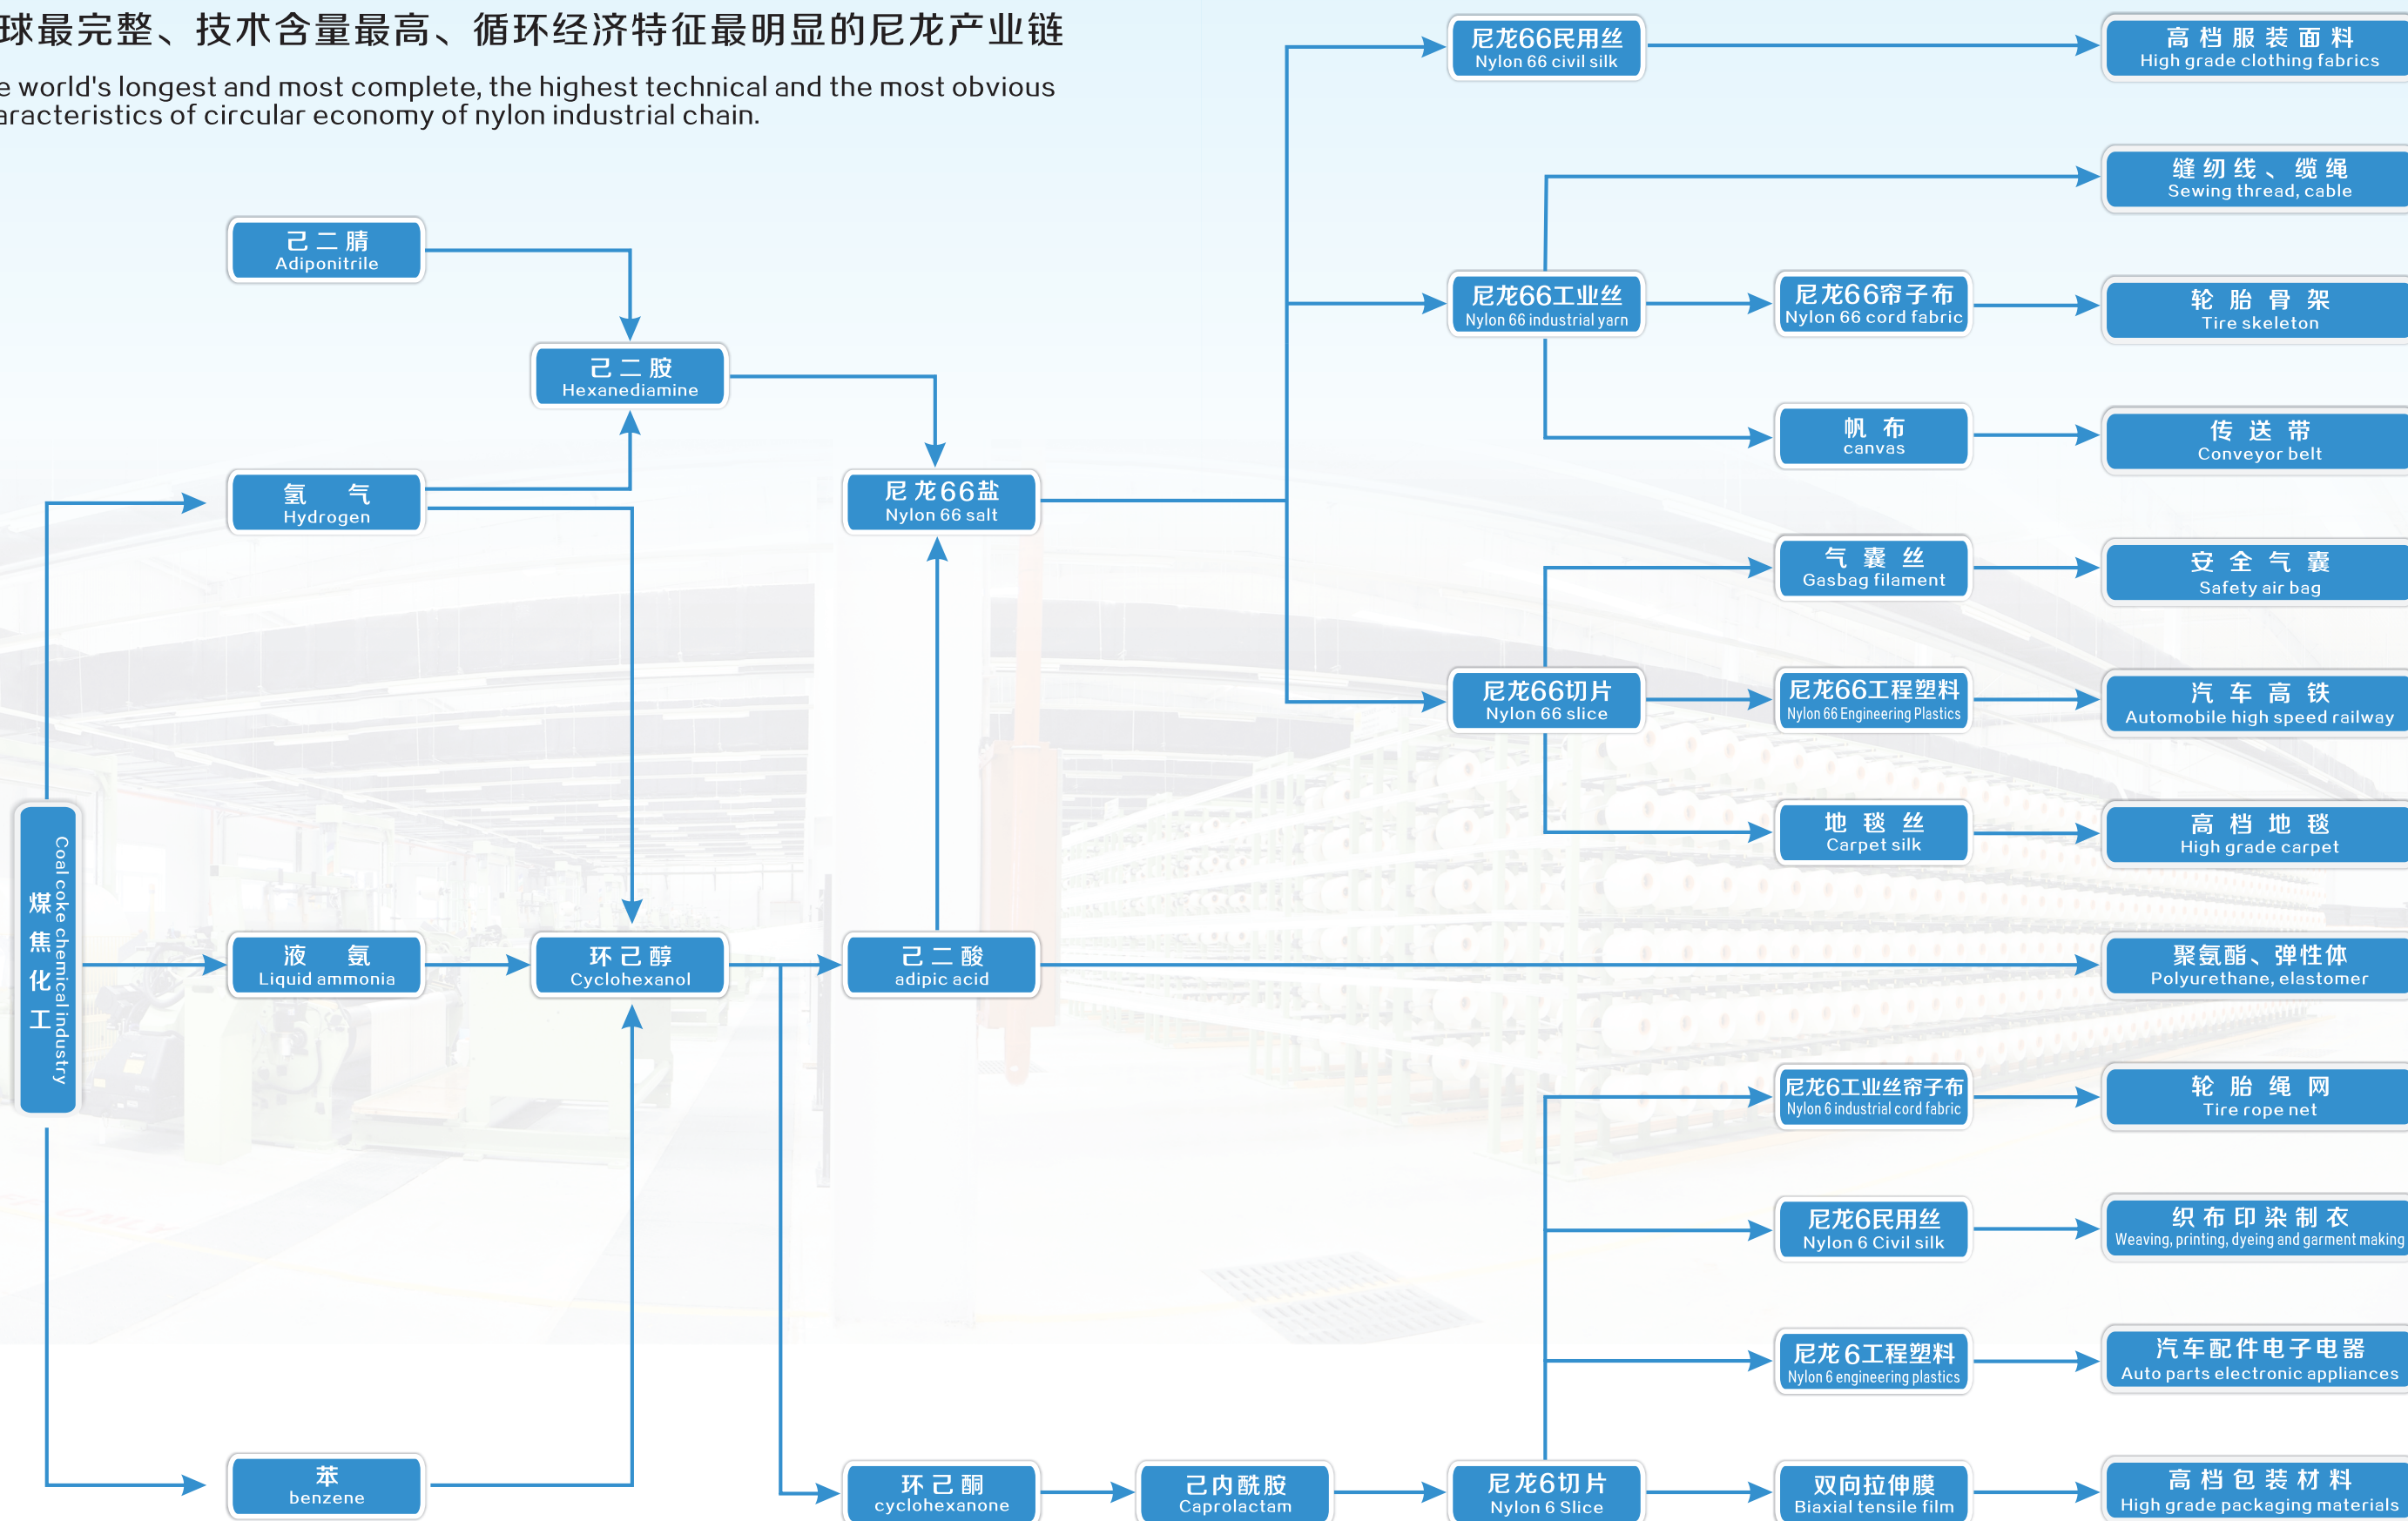 球最完整、技术含量最高、循环经济特征最明显的尼龙产业链
e world's longest and most complete, the highest technical and the most obvious
aracteristics of circular economy of nylon industrial chain.
煤焦化工
Coal coke chemical industry
己二腈
Adiponitrile
氢 气
Hydrogen
液 氨
Liquid ammonia
苯
benzene
己二胺
Hexanediamine
环己醇
Cyclohexanol
尼龙66盐
Nylon 66 salt
己二酸
adipic acid
环己酮
cyclohexanone
己内酰胺
Caprolactam
尼龙66民用丝
Nylon 66 civil silk
尼龙66工业丝
Nylon 66 industrial yarn
尼龙66切片
Nylon 66 slice
尼龙6切片
Nylon 6 Slice
尼龙66帘子布
Nylon 66 cord fabric
帆布
canvas
气囊丝
Gasbag filament
尼龙66工程塑料
Nylon 66 Engineering Plastics
地毯丝
Carpet silk
尼龙6工业丝帘子布
Nylon 6 industrial cord fabric
尼龙6民用丝
Nylon 6 Civil silk
尼龙6工程塑料
Nylon 6 engineering plastics
双向拉伸膜
Biaxial tensile film
高档服装面料
High grade clothing fabrics
缝纫线、缆绳
Sewing thread, cable
轮胎骨架
Tire skeleton
传送带
Conveyor belt
安全气囊
Safety air bag
汽车高铁
Automobile high speed railway
高档地毯
High grade carpet
聚氨酯、弹性体
Polyurethane, elastomer
轮胎绳网
Tire rope net
织布印染制衣
Weaving, printing, dyeing and garment making
汽车配件电子电器
Auto parts electronic appliances
高档包装材料
High grade packaging materials